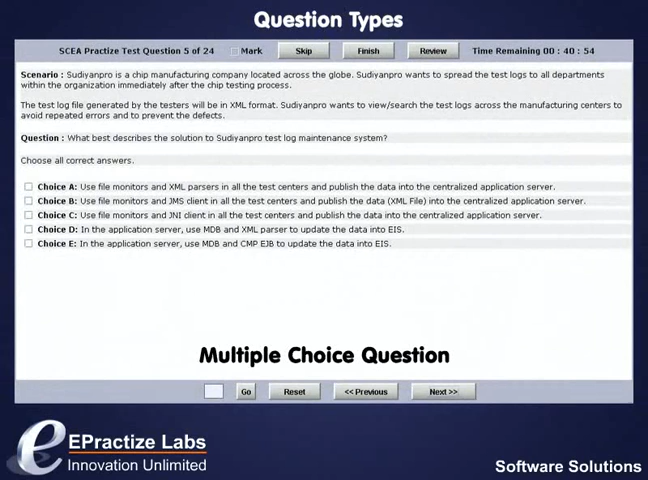 Question Types
SCEA Practize Test Question 5 of 24 Mark Skip Finish Review Time Remaining 00 : 40 : 54
Scenario : Sudiyanpro is a chip manufacturing company located across the globe. Sudiyanpro wants to spread the test logs to all departments
within the organization immediately after the chip testing process.
The test log file generated by the testers will be in XML format. Sudiyanpro wants to view/search the test logs across the manufacturing centers to
avoid repeated errors and to prevent the defects.
Question : What best describes the solution to Sudiyanpro test log maintenance system?
Choose all correct answers.
Choice A: Use file monitors and XML parsers in all the test centers and publish the data into the centralized application server.
Choice B: Use file monitors and JMS client in all the test centers and publish the data (XML File) into the centralized application server.
Choice C: Use file monitors and JNI client in all the test centers and publish the data into the centralized application server.
Choice D: In the application server, use MDB and XML parser to update the data into EIS.
Choice E: In the application server, use MDB and CMP EJB to update the data into EIS.
Multiple Choice Question
Go Reset << Previous Next >>
EPractize Labs
Innovation Unlimited
Software Solutions